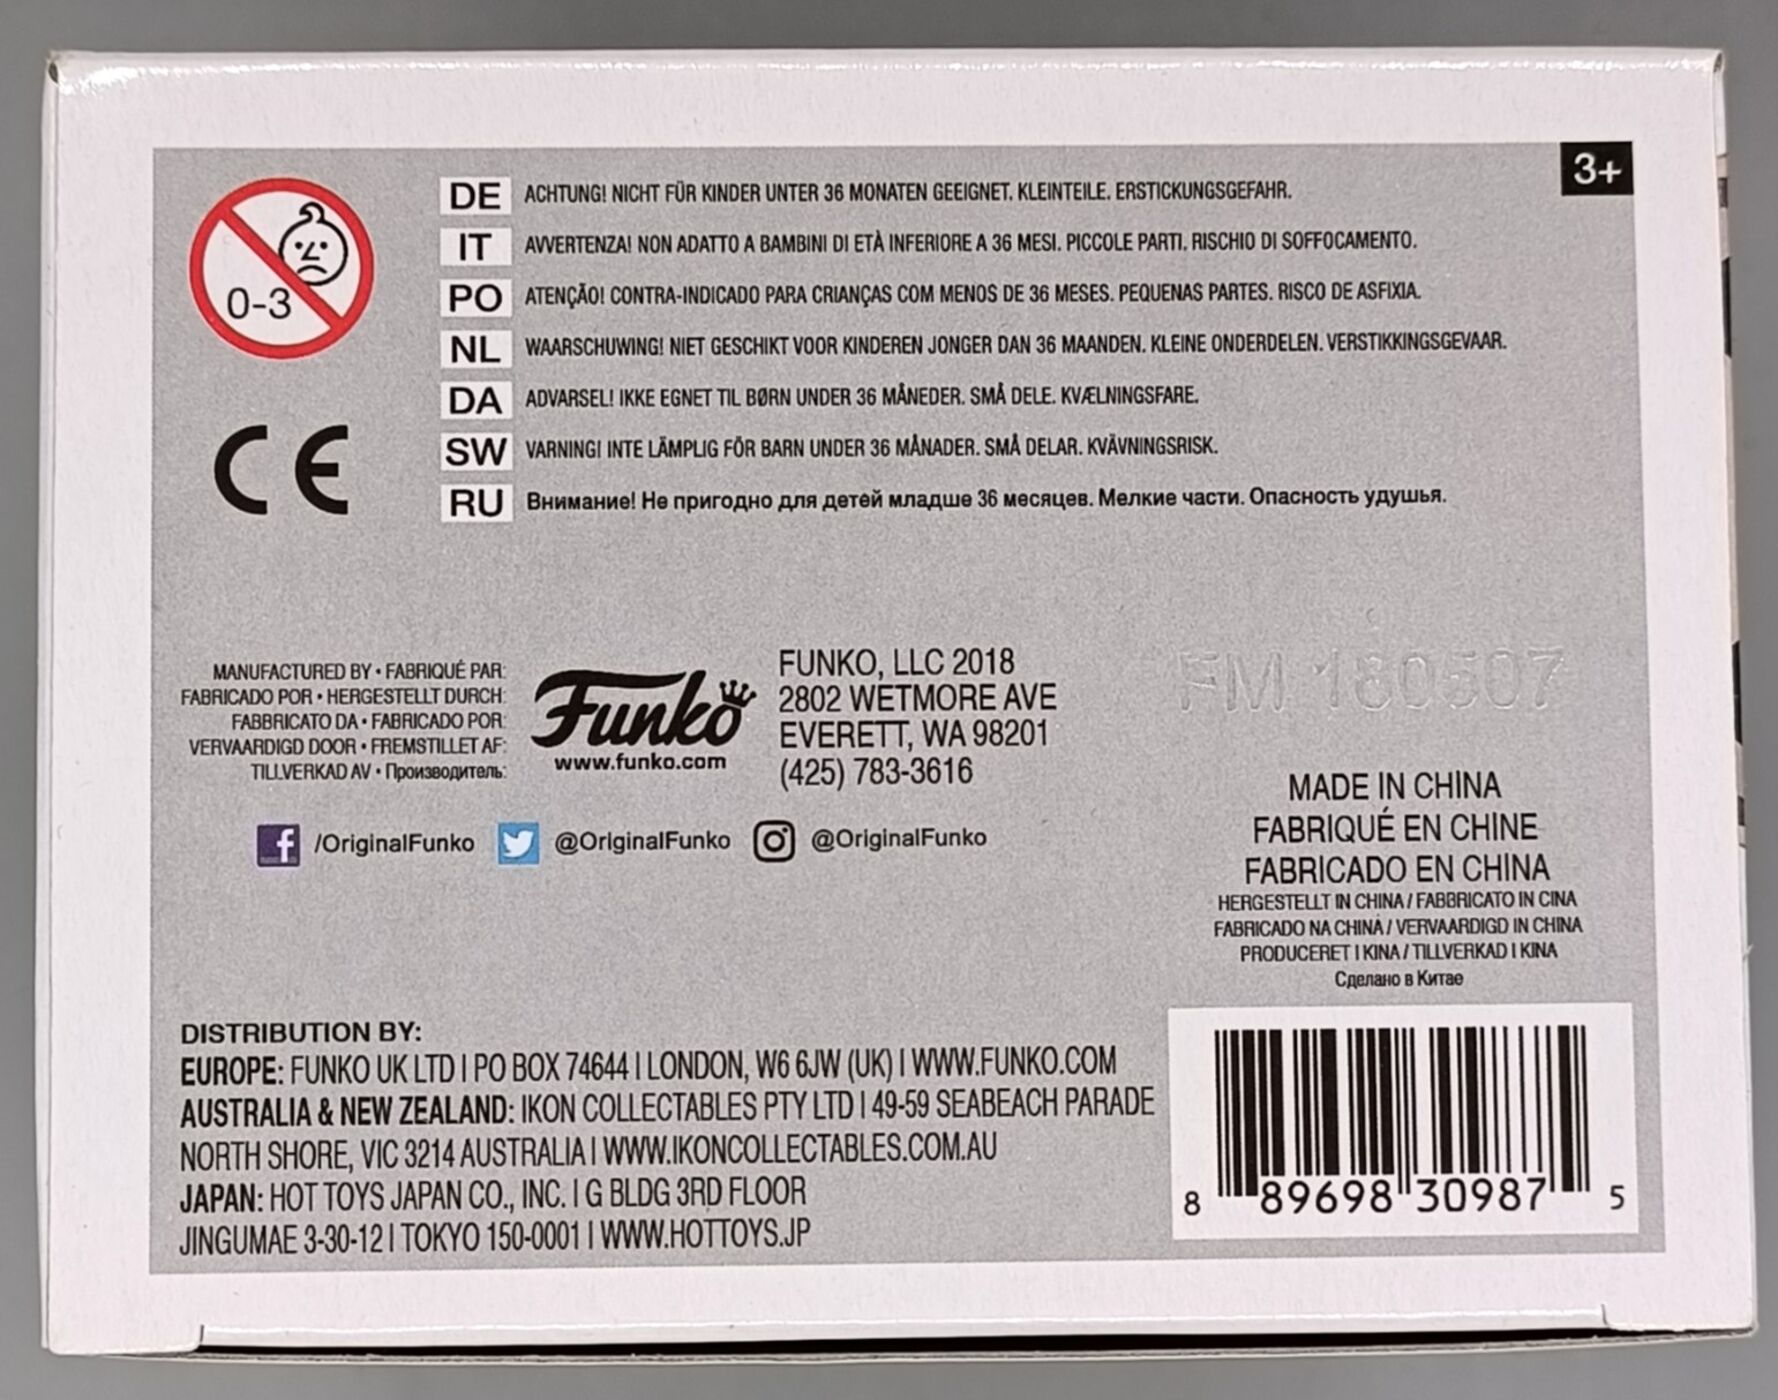 3+
0-3
DE ACHTUNG! NICHT FÜR KINDER UNTER 36 MONATEN GEEIGNET. KLEINTEILE. ERSTICKUNGSGEFAHR.
IT AVVERTENZA! NON ADATTO A BAMBINI DI ETÀ INFERIORE A 36 MESI. PICCOLE PARTI. RISCHIO DI SOFFOCAMENTO.
PO ATENÇÃO! CONTRA-INDICADO PARA CRIANÇAS COM MENOS DE 36 MESES. PEQUENAS PARTES. RISCO DE ASFIXIA.
NL WAARSCHUWING! NIET GESCHIKT VOOR KINDEREN JONGER DAN 36 MAANDEN. KLEINE ONDERDELEN. VERSTIKKINGSGEVAAR.
DA ADVARSEL! IKKE EGNET TIL BØRN UNDER 36 MÅNEDER. SMÅ DELE. KVÆLNINGSFARE.
SW VARNING! INTE LÄMPLIG FÖR BARN UNDER 36 MÅNADER. SMÅ DELAR. KVÄVNINGSRISK.
RU Внимание! Не пригодно для детей младше 36 месяцев. Мелкие части. Опасность удушья.
CE
MANUFACTURED BY • FABRIQUÉ PAR:
FABRICADO POR • HERGESTELLT DURCH:
FABBRICATO DA • FABRICADO POR:
VERVAARDIGD DOOR • FREMSTILLET AF:
TILLVERKAD AV • Производитель:
Funko
www.funko.com
FUNKO, LLC 2018
2802 WETMORE AVE
EVERETT, WA 98201
(425) 783-3616
FM 180507
/OriginalFunko @OriginalFunko @OriginalFunko
MADE IN CHINA
FABRIQUÉ EN CHINE
FABRICADO EN CHINA
HERGESTELLT IN CHINA / FABBRICATO IN CINA
FABRICADO NA CHINA / VERVAARDIGD IN CHINA
PRODUCERET I KINA / TILLVERKAD I KINA
Сделано в Китае
DISTRIBUTION BY:
EUROPE: FUNKO UK LTD | PO BOX 74644 | LONDON, W6 6JW (UK) | WWW.FUNKO.COM
AUSTRALIA & NEW ZEALAND: IKON COLLECTABLES PTY LTD | 49-59 SEABEACH PARADE
NORTH SHORE, VIC 3214 AUSTRALIA | WWW.IKONCOLLECTABLES.COM.AU
JAPAN: HOT TOYS JAPAN CO., INC. | G BLDG 3RD FLOOR
JINGUMAE 3-30-12 | TOKYO 150-0001 | WWW.HOTTOYS.JP
8 89698 30987 5